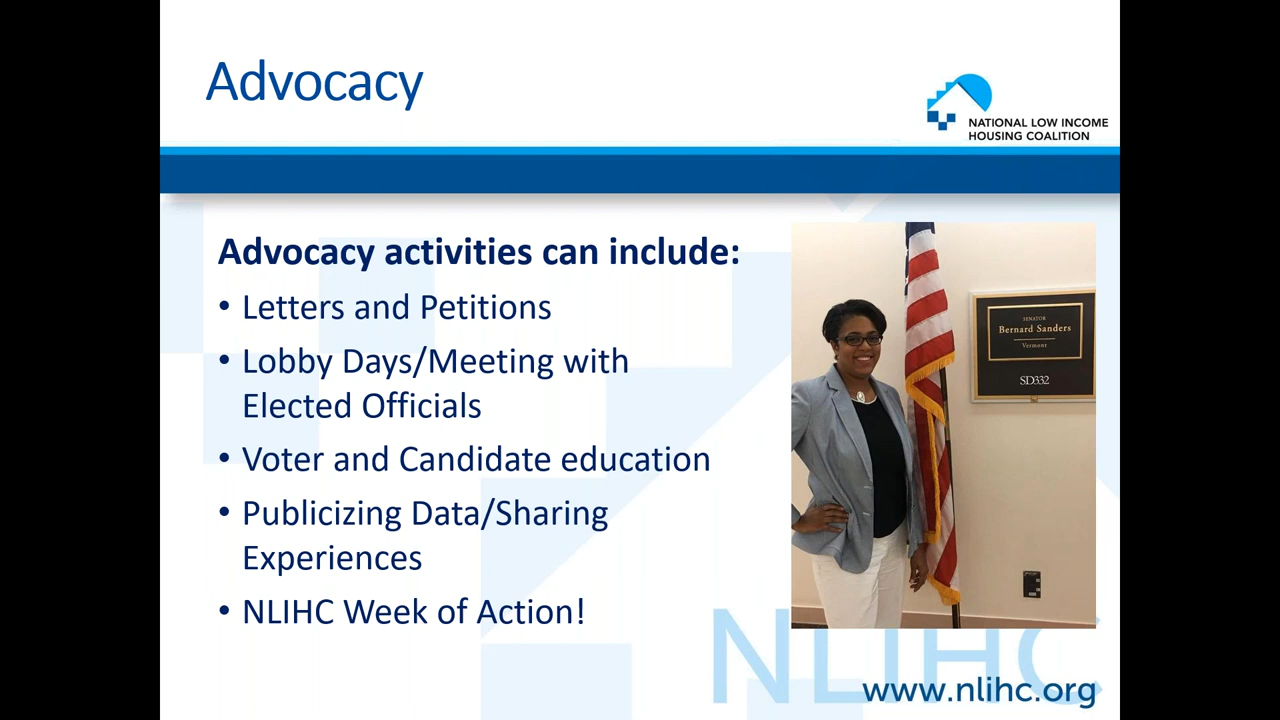 Advocacy
NATIONAL LOW INCOME
HOUSING COALITION
Advocacy activities can include:
• Letters and Petitions
• Lobby Days/Meeting with
Elected Officials
• Voter and Candidate education
• Publicizing Data/Sharing
Experiences
• NLIHC Week of Action!
SENATOR
Bernard Sanders
Vermont
SD332
NLIHC
www.nlihc.org